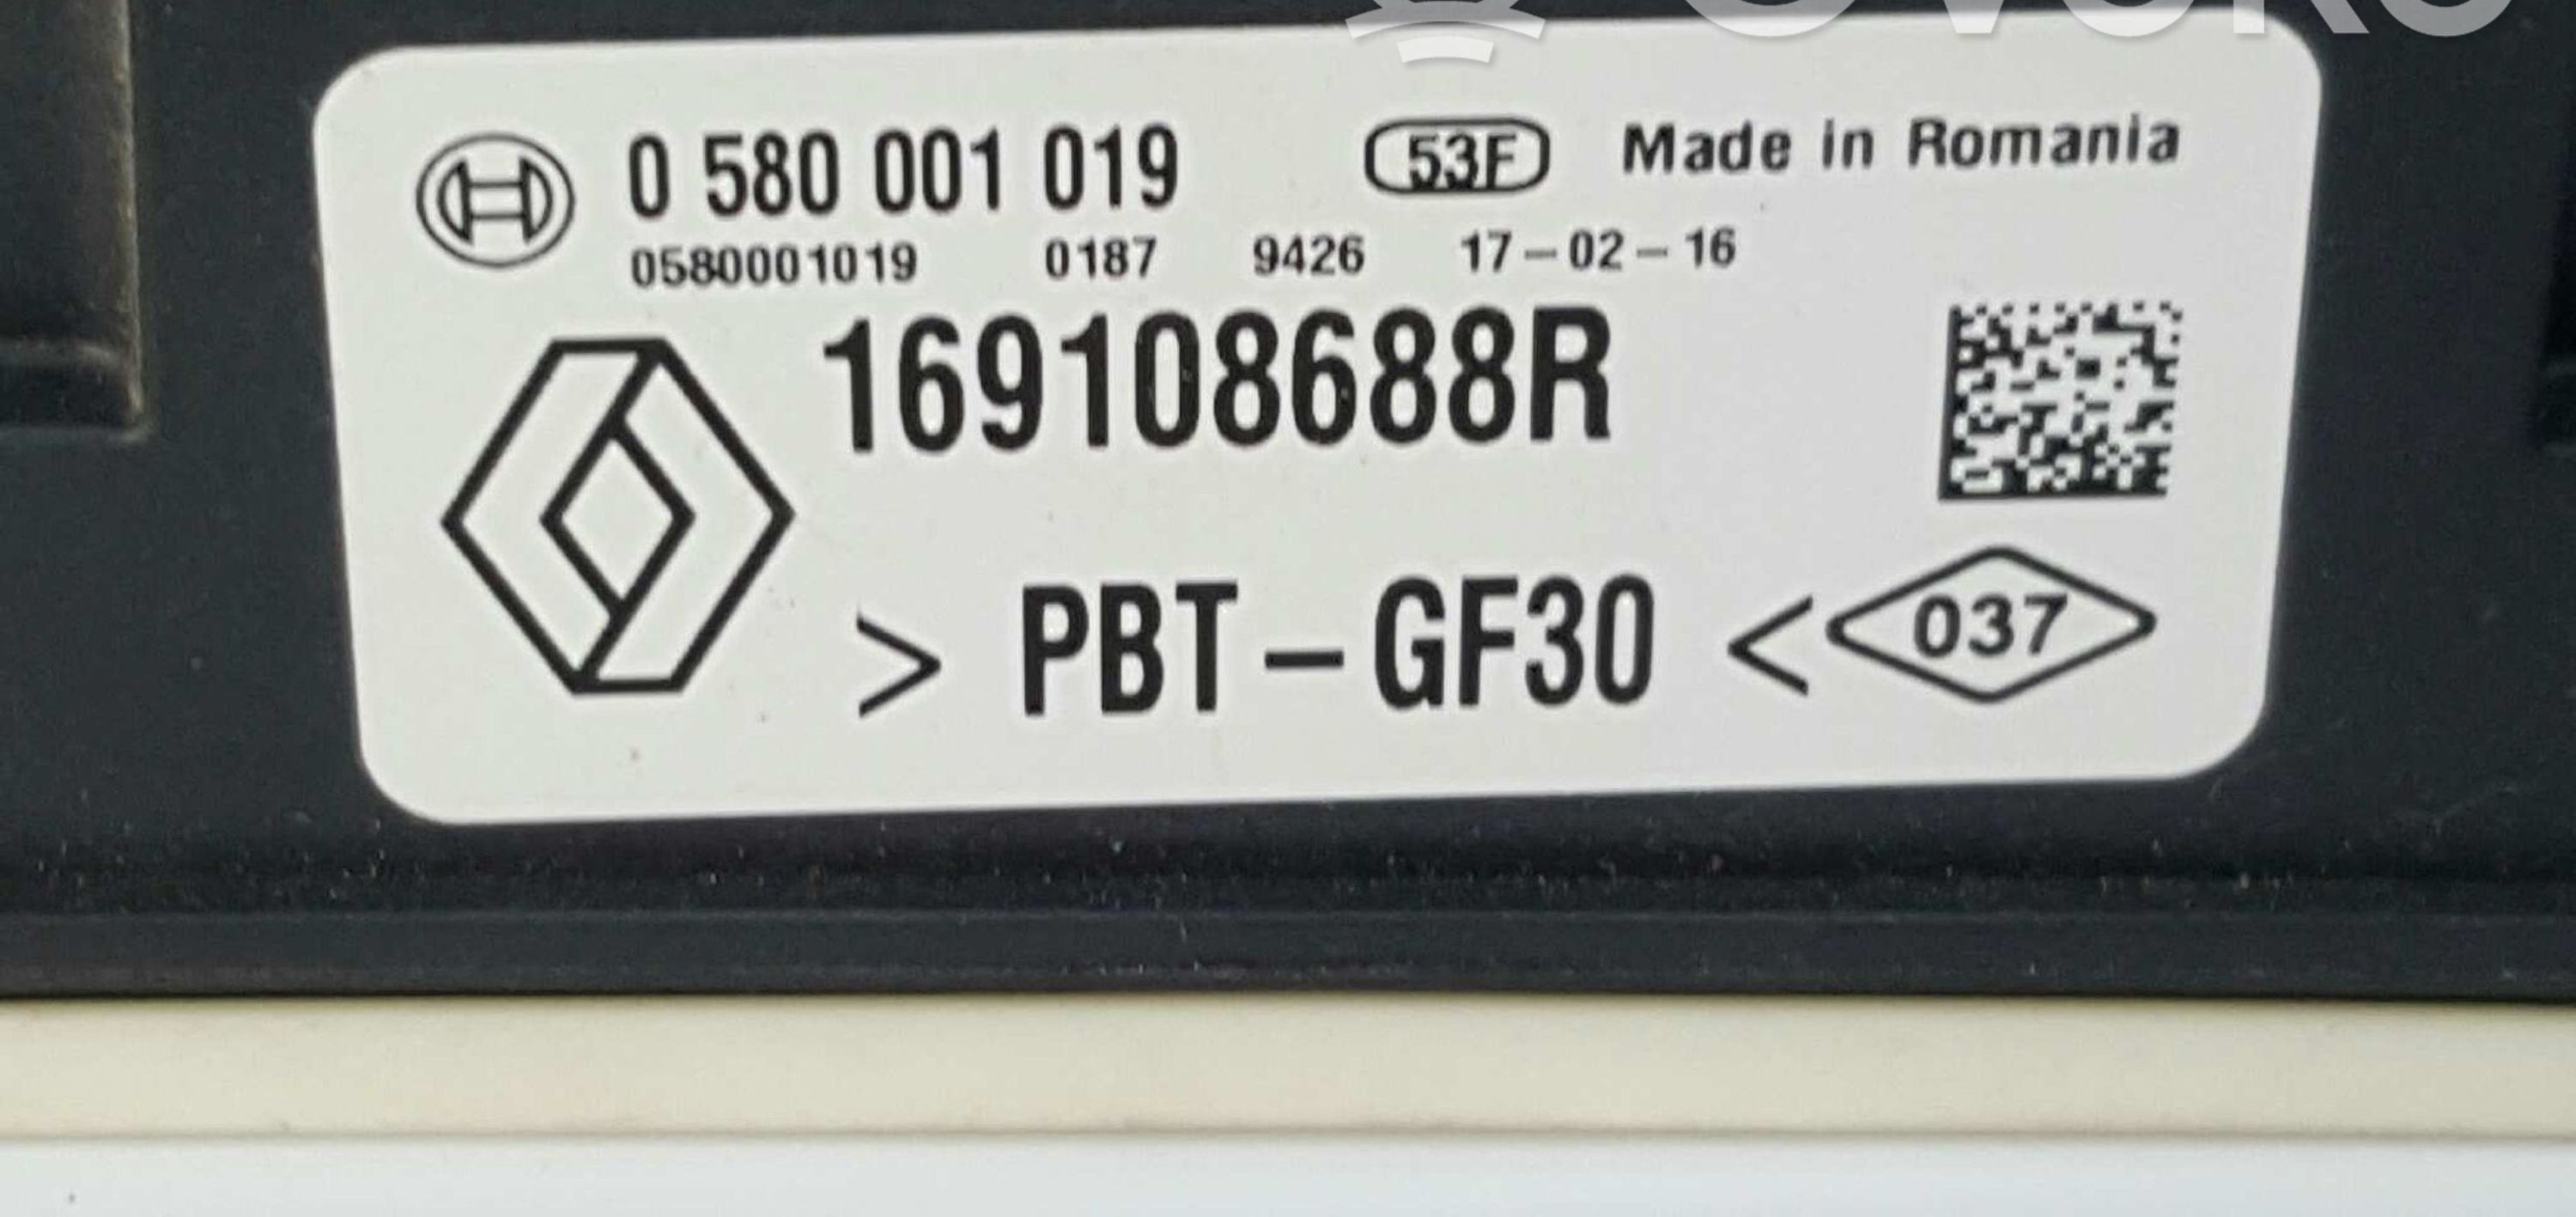 0 580 001 019 53F Made in Romania
0580001019 0187 9426 17-02-16
169108688R
> PBT-GF30 < 037